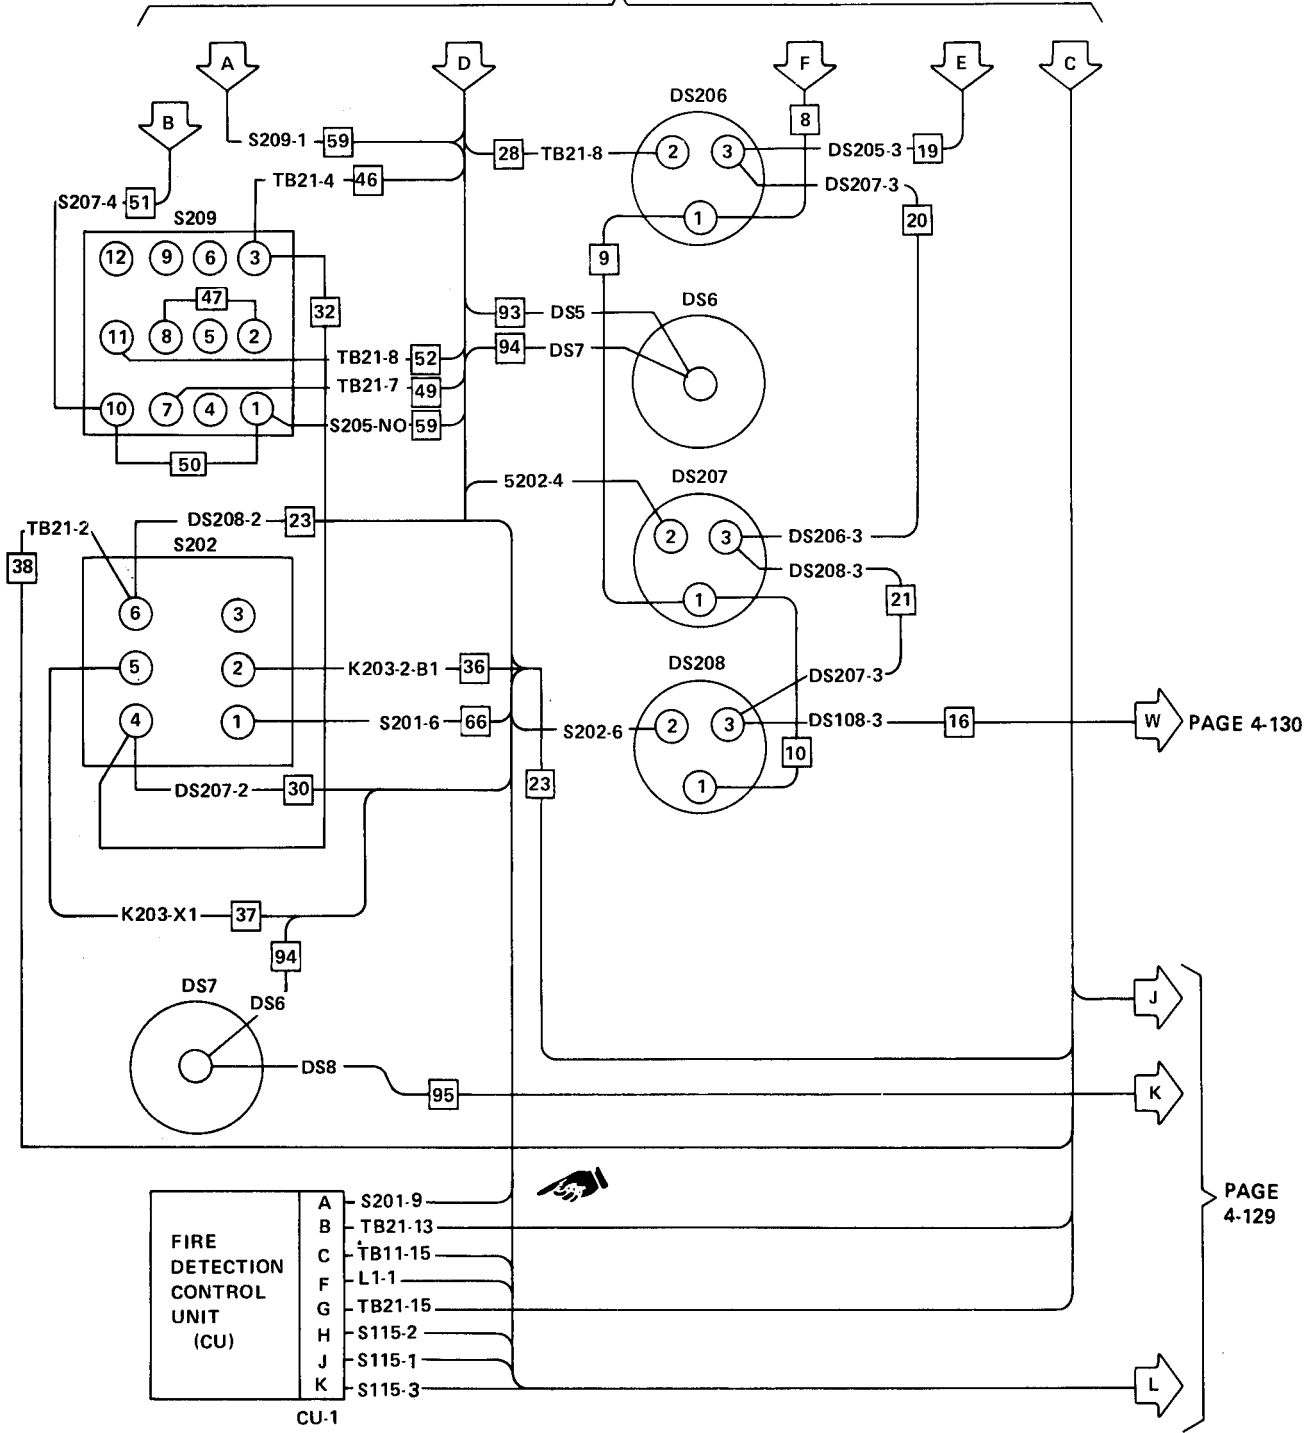 A
D
F
E
C
B
DS206
8
S209-1 59
28 TB21-8 2 3 DS205-3 19
TB21-4 46
DS207-3
S207-4 51
S209
1
20
12 9 6 3
9
47
32
DS6
93 DS5
11 8 5 2
94 DS7
TB21-8 52
TB21-7 49
10 7 4 1
S205-NO 59
50
DS207
5202-4
TB21-2
DS208-2 23
S202
2 3 DS206-3
38
DS208-3
21
1
6 3
5 2 K203-2-B1 36
DS208
DS207-3
4 1 S201-6 66
S202-6 2 3 DS108-3 16 W PAGE 4-130
10
23
1
DS207-2 30
K203-X1 37
94
DS7
DS6
J
DS8
95
K
PAGE
4-129
FIRE
DETECTION
CONTROL
UNIT
(CU)
A S201-9
B TB21-13
C TB11-15
F L1-1
G TB21-15
H S115-2
J S115-1
K S115-3
L
CU-1